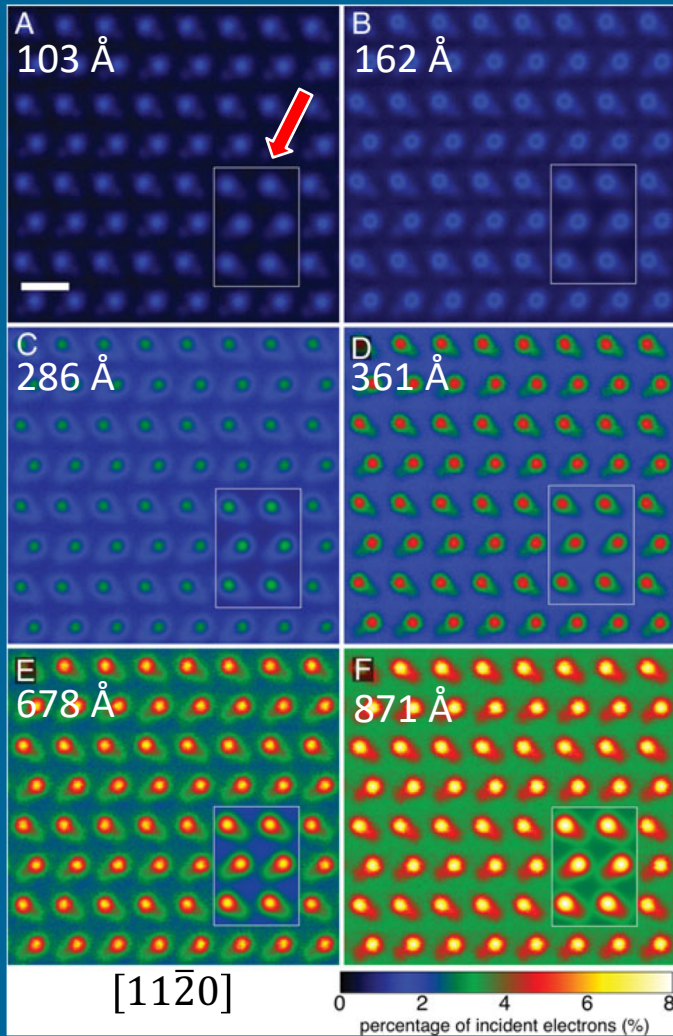 A
103 Å
B
162 Å
C
286 Å
D
361 Å
E
678 Å
F
871 Å
[112̄0]
0 2 4 6 8
percentage of incident electrons (%)